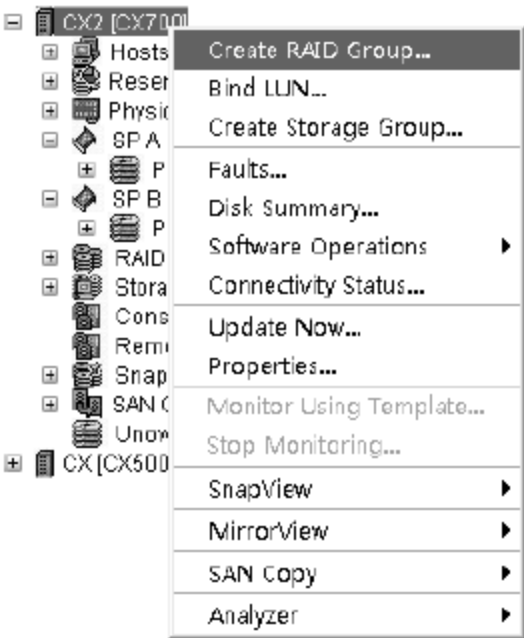 CX2 [CX700]
Hosts
Reser
Physic
SP A
P
SP B
P
RAID
Stora
Cons
Rem
Snap
SAN C
Unow
CX [CX500
Create RAID Group...
Bind LUN...
Create Storage Group...
Faults...
Disk Summary...
Software Operations
Connectivity Status...
Update Now...
Properties...
Monitor Using Template...
Stop Monitoring...
SnapView
MirrorView
SAN Copy
Analyzer